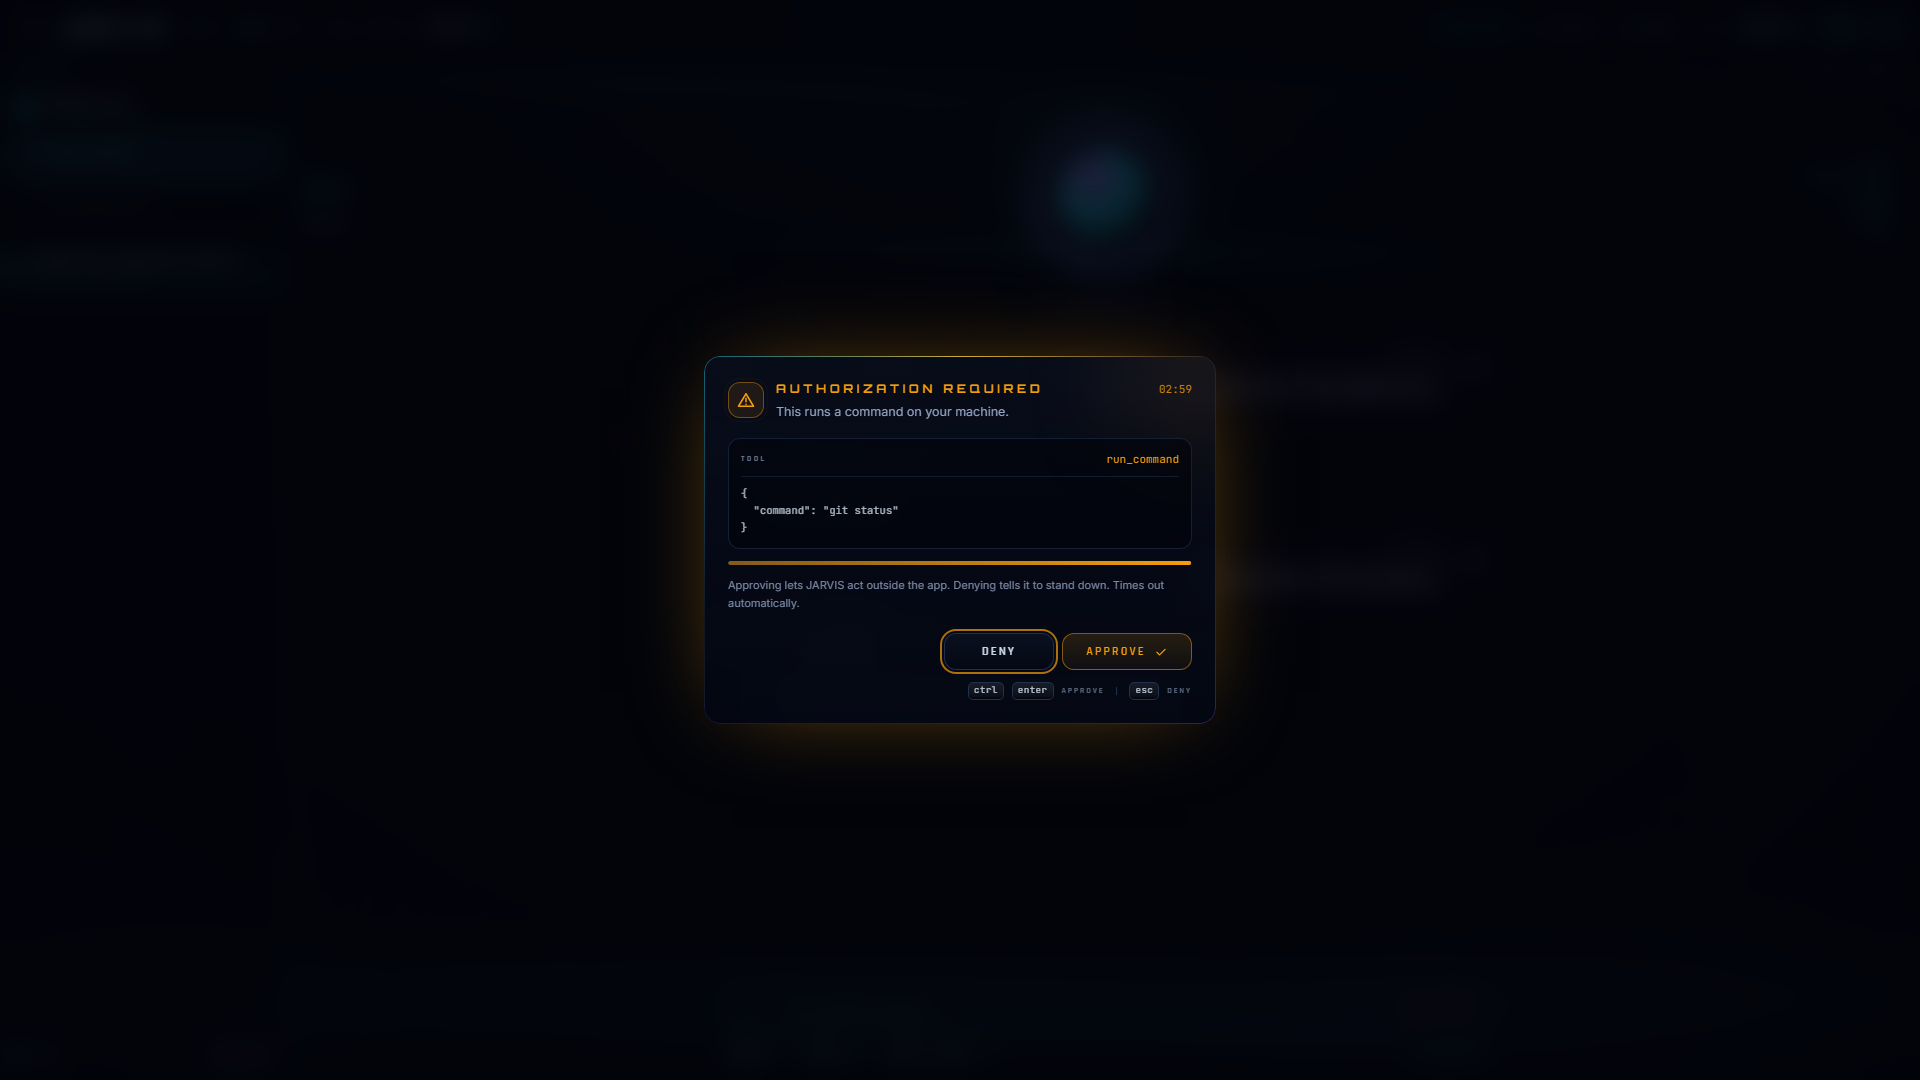 AUTHORIZATION REQUIRED
02:59
This runs a command on your machine.
TOOL
run_command
{
"command": "git status"
}
Approving lets JARVIS act outside the app. Denying tells it to stand down. Times out
automatically.
DENY
APPROVE
ctrl enter APPROVE | esc DENY